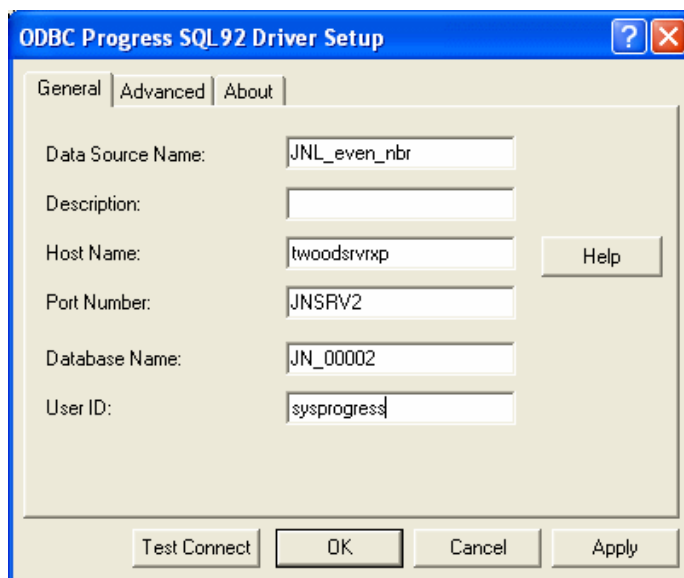 ODBC Progress SQL92 Driver Setup
General Advanced About
Data Source Name: JNL_even_nbr
Description:
Host Name: twoodsrvrxp
Help
Port Number: JNSRV2
Database Name: JN_00002
User ID: sysprogress
Test Connect OK Cancel Apply